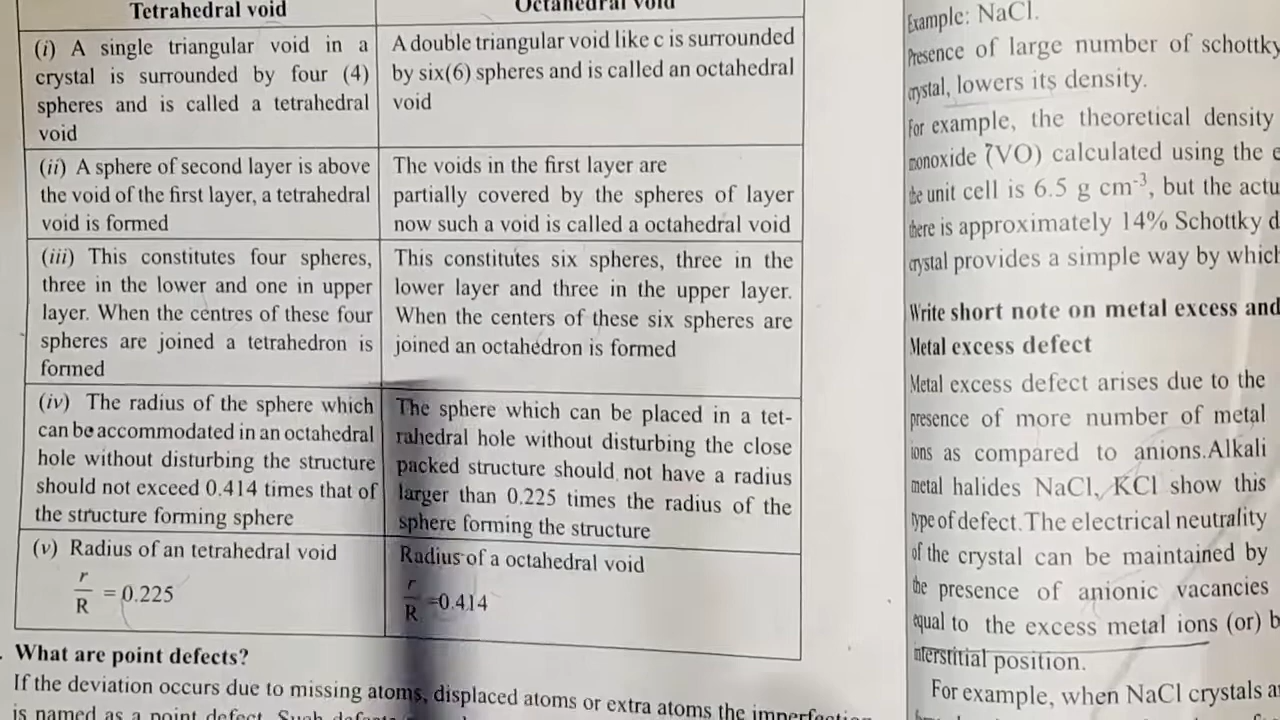 Tetrahedral void
Octahedral void
(i) A single triangular void in a
crystal is surrounded by four (4)
spheres and is called a tetrahedral
void
A double triangular void like c is surrounded
by six(6) spheres and is called an octahedral
void
(ii) A sphere of second layer is above
the void of the first layer, a tetrahedral
void is formed
The voids in the first layer are
partially covered by the spheres of layer
now such a void is called a octahedral void
(iii) This constitutes four spheres,
three in the lower and one in upper
layer. When the centres of these four
spheres are joined a tetrahedron is
formed
This constitutes six spheres, three in the
lower layer and three in the upper layer.
When the centers of these six spheres are
joined an octahedron is formed
(iv) The radius of the sphere which
can be accommodated in an octahedral
hole without disturbing the structure
should not exceed 0.414 times that of
the structure forming sphere
The sphere which can be placed in a tet-
rahedral hole without disturbing the close
packed structure should not have a radius
larger than 0.225 times the radius of the
sphere forming the structure
(v) Radius of an tetrahedral void
r
R = 0.225
Radius of a octahedral void
r
R =0.414
What are point defects?
If the deviation occurs due to missing atoms, displaced atoms or extra atoms the imperfection
is named as a point defect. Such
Example: NaCl.
Presence of large number of schottky
crystal, lowers its density.
For example, the theoretical density
monoxide (VO) calculated using the
the unit cell is 6.5 g cm⁻³, but the
there is approximately 14% Schottky
crystal provides a simple way by which
Write short note on metal excess and
Metal excess defect
Metal excess defect arises due to the
presence of more number of metal
ions as compared to anions.Alkali
metal halides NaCl, KCl show this
type of defect.The electrical neutrality
of the crystal can be maintained by
the presence of anionic vacancies
equal to the excess metal ions (or)
interstitial position.
For example, when NaCl crystals